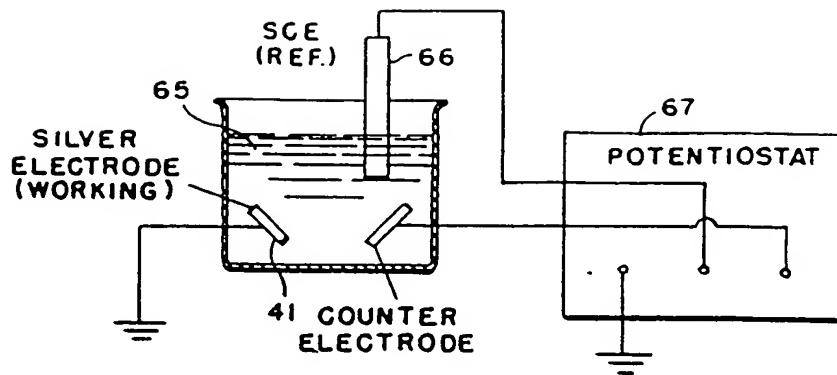 SCE
(REF.)
66
65
67
SILVER
ELECTRODE
(WORKING)
POTENTIOSTAT
41
COUNTER
ELECTRODE